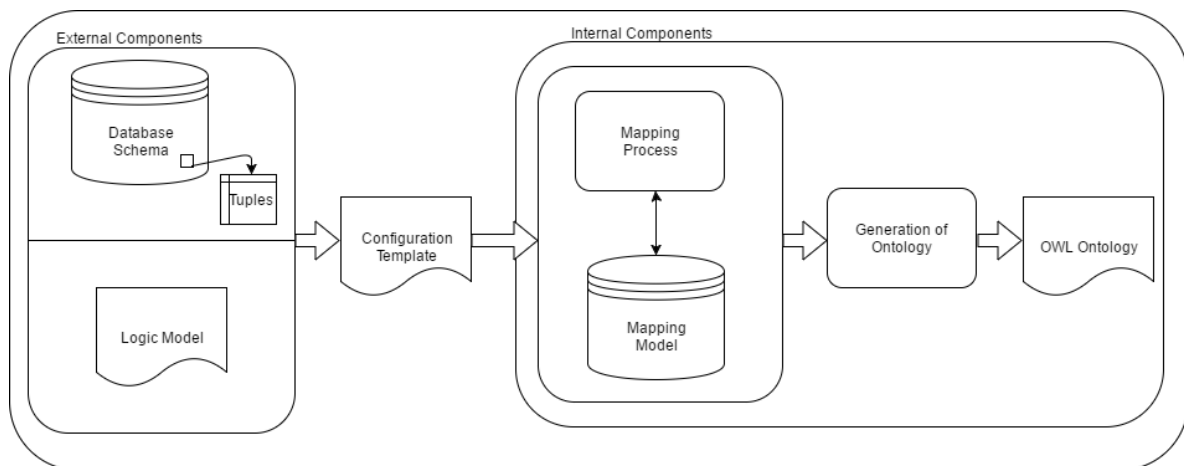 External Components
Database
Schema
Tuples
Logic Model
Configuration
Template
Internal Components
Mapping
Process
Mapping
Model
Generation of
Ontology
OWL Ontology